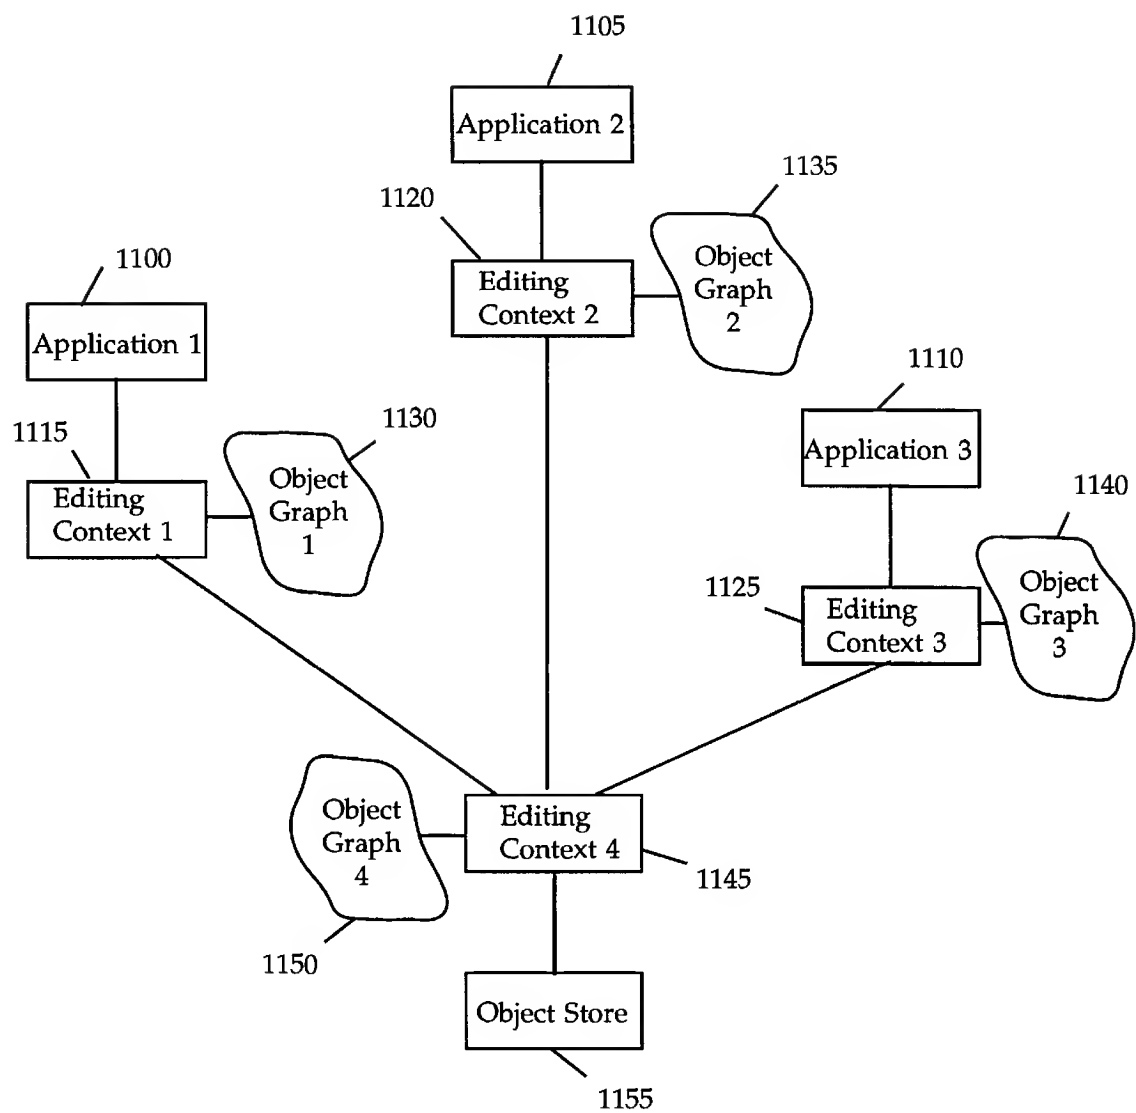 1105
Application 2
1120
1135
Editing
Context 2
Object
Graph
2
1100
Application 1
1115
Editing
Context 1
1130
Object
Graph
1
1110
Application 3
1125
Editing
Context 3
1140
Object
Graph
3
Object
Graph
4
1150
Editing
Context 4
1145
Object Store
1155